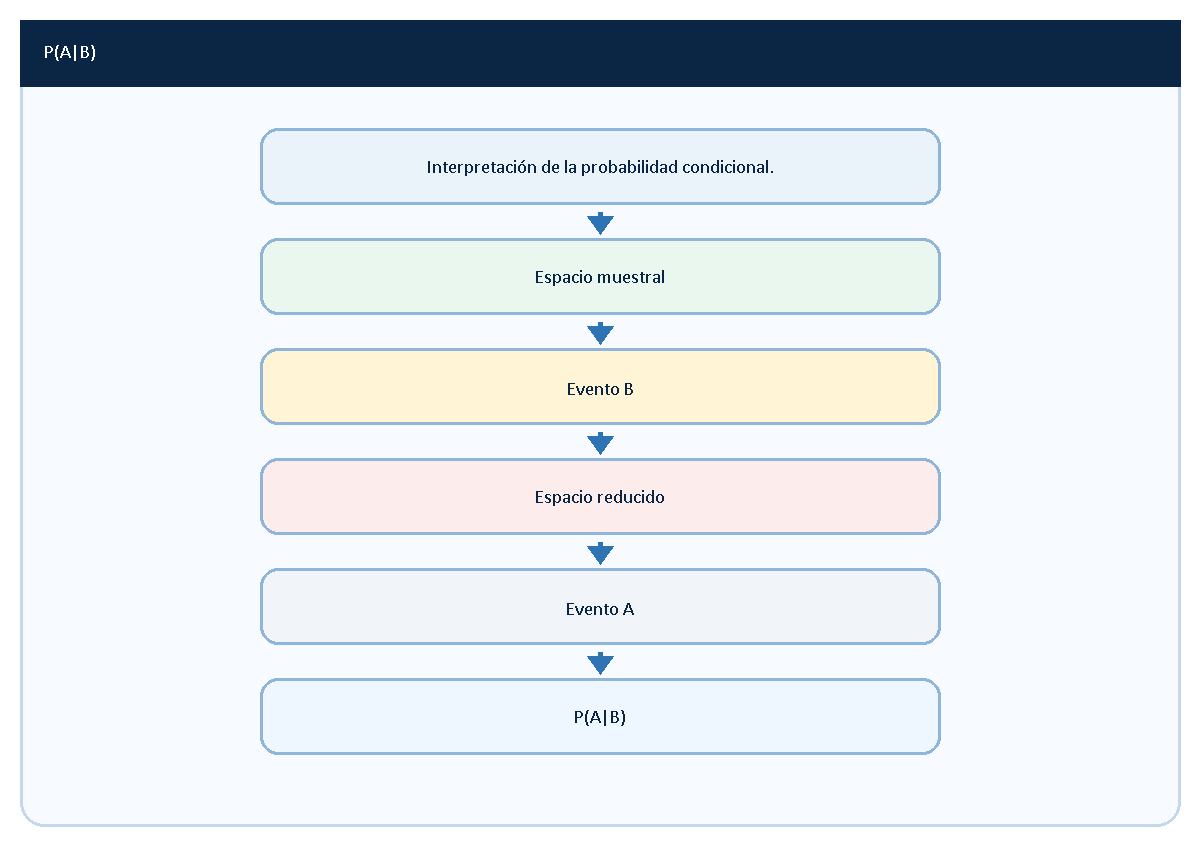 P(A|B)
Interpretación de la probabilidad condicional.
Espacio muestral
Evento B
Espacio reducido
Evento A
P(A|B)